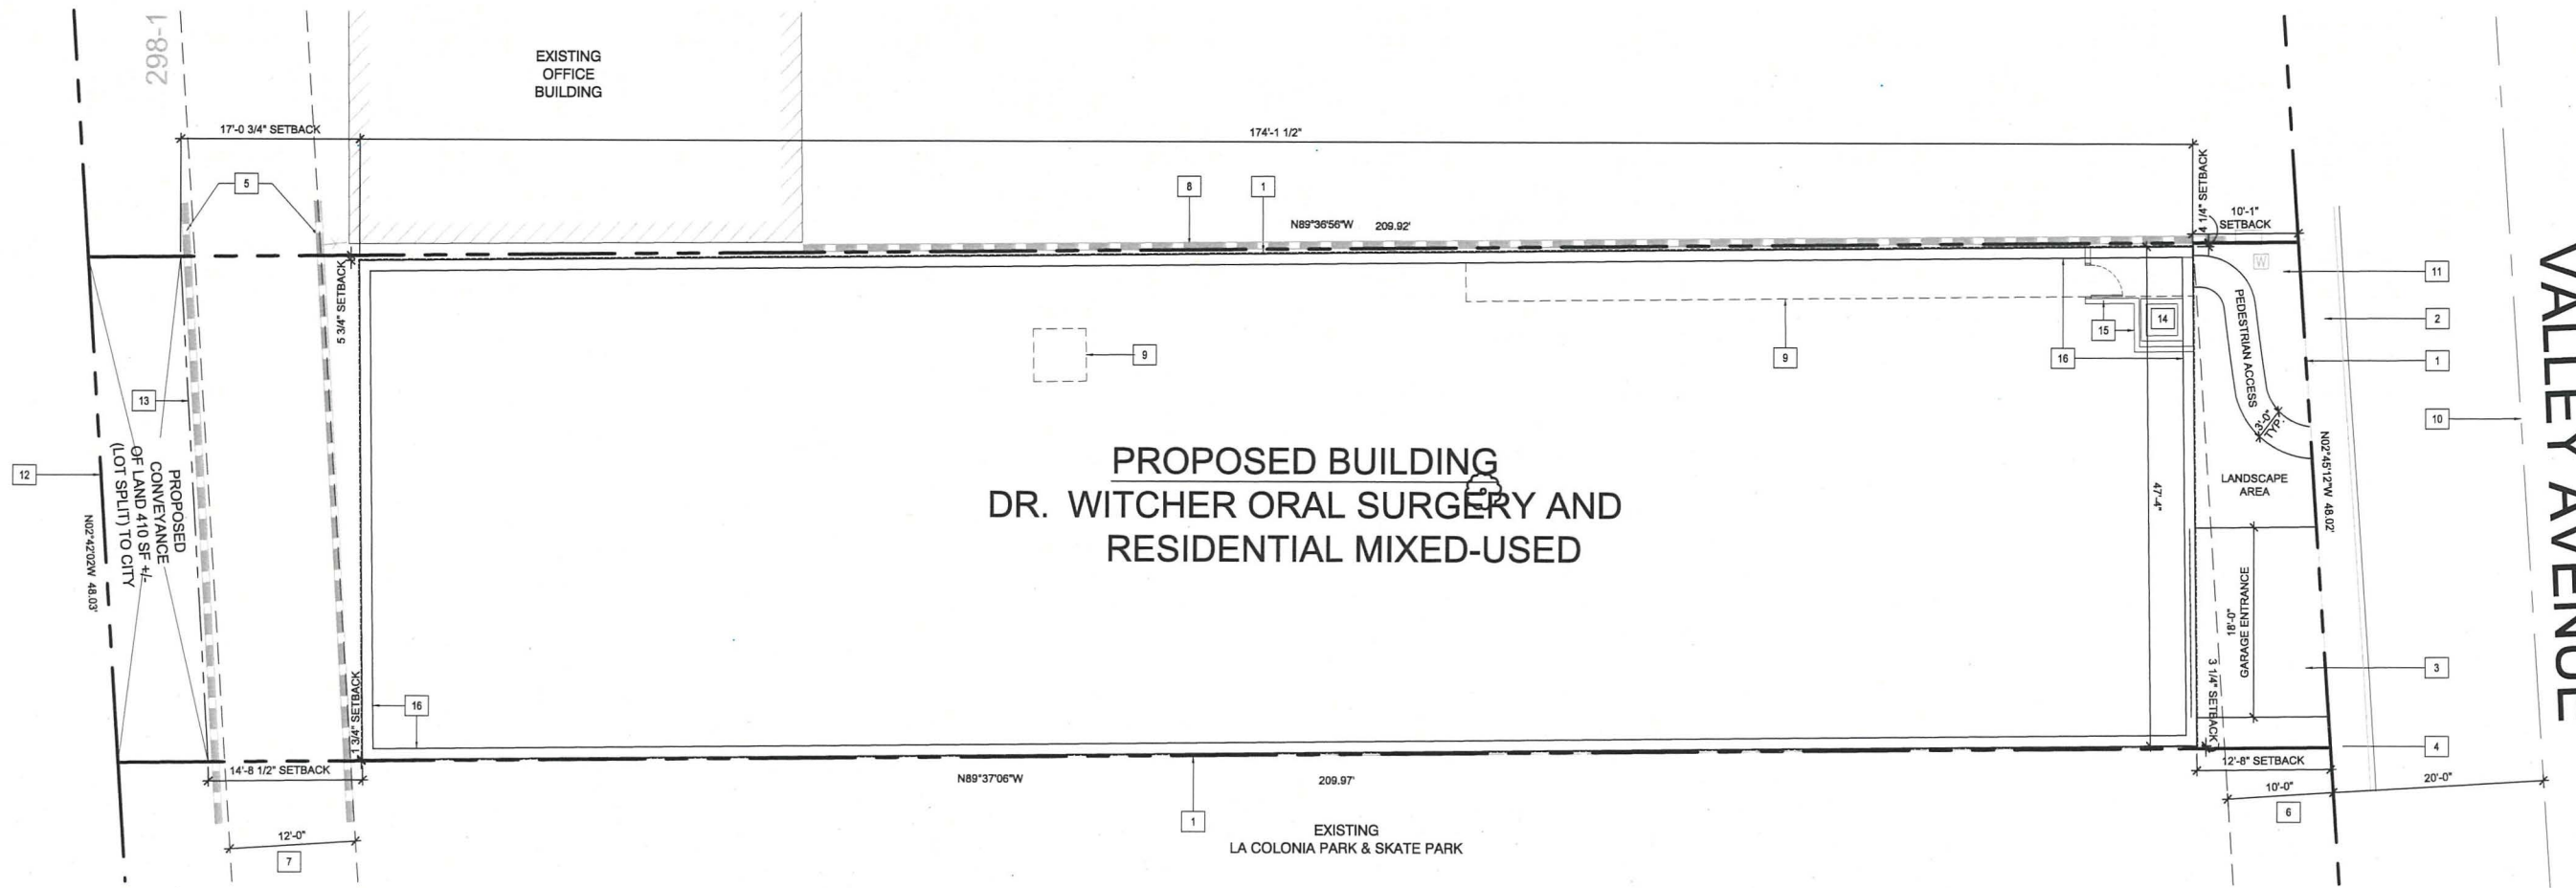 298-1
EXISTING
OFFICE
BUILDING
17'-0 3/4" SETBACK
174'-1 1/2"
4 1/4" SETBACK
10'-1"
SETBACK
5
8
1
N89°36'56"W 209.92'
W
11
2
1
10
3
4
VALLEY AVENUE
5 3/4" SETBACK
9
9
15
14
16
PEDESTRIAN ACCESS
3'-0"
TYP.
N02°45'12"W 48.02'
LANDSCAPE
AREA
47'-4"
18'-0"
GARAGE ENTRANCE
3 1/4" SETBACK
13
12
PROPOSED
CONVEYANCE
OF LAND 410 SF +/-
(LOT SPLIT) TO CITY
N02°42'02W 48.03'
PROPOSED BUILDING
DR. WITCHER ORAL SURGERY AND
RESIDENTIAL MIXED-USED
16
1 3/4" SETBACK
14'-8 1/2" SETBACK
N89°37'06"W 209.97'
12'-8" SETBACK
20'-0"
10'-0"
6
12'-0"
7
1
EXISTING
LA COLONIA PARK & SKATE PARK